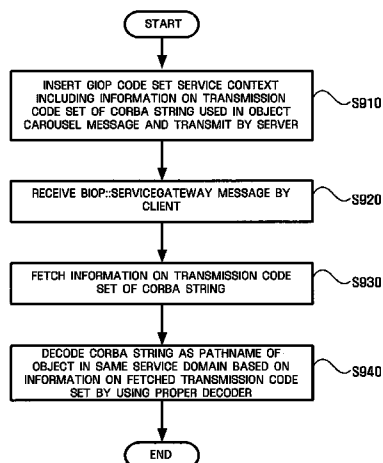 START
INSERT GIOP CODE SET SERVICE CONTEXT
INCLUDING INFORMATION ON TRANSMISSION
CODE SET OF CORBA STRING USED IN OBJECT
CAROUSEL MESSAGE AND TRANSMIT BY SERVER
S910
RECEIVE BIOP::SERVICEGATEWAY MESSAGE BY
CLIENT
S920
FETCH INFORMATION ON TRANSMISSION CODE
SET OF CORBA STRING
S930
DECODE CORBA STRING AS PATHNAME OF
OBJECT IN SAME SERVICE DOMAIN BASED ON
INFORMATION ON FETCHED TRANSMISSION CODE
SET BY USING PROPER DECODER
S940
END